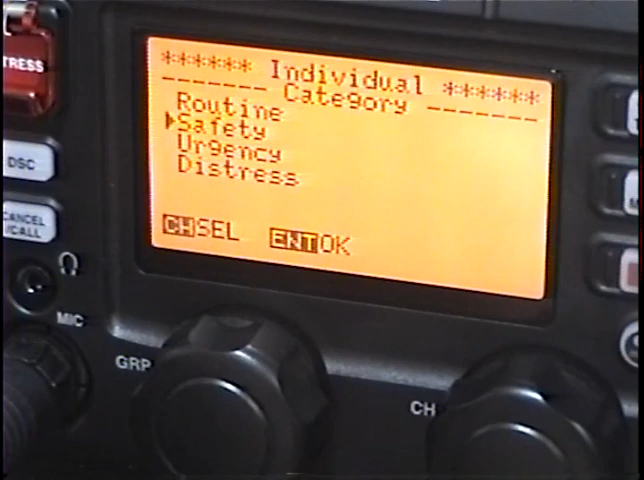 ****** Individual ******
------- Category -------
Routine
Safety
Urgency
Distress
CH SEL ENT OK
TRESS
DSC
CANCEL
/CALL
MIC
GRP
CH